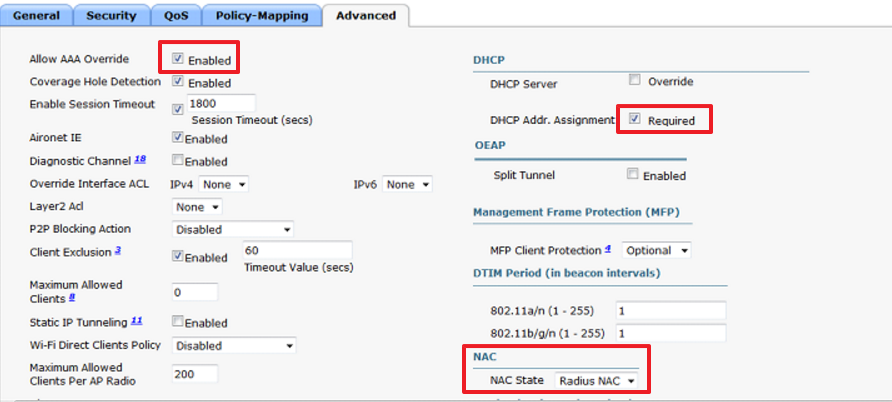 General Security QoS Policy-Mapping Advanced
Allow AAA Override Enabled
Coverage Hole Detection Enabled
Enable Session Timeout 1800
Session Timeout (secs)
Aironet IE Enabled
Diagnostic Channel 18 Enabled
Override Interface ACL IPv4 None IPv6 None
Layer2 Acl None
P2P Blocking Action Disabled
Client Exclusion 3 Enabled 60
Timeout Value (secs)
Maximum Allowed
Clients 8 0
Static IP Tunneling 11 Enabled
Wi-Fi Direct Clients Policy Disabled
Maximum Allowed
Clients Per AP Radio 200
DHCP
DHCP Server Override
DHCP Addr. Assignment Required
OEAP
Split Tunnel Enabled
Management Frame Protection (MFP)
MFP Client Protection 4 Optional
DTIM Period (in beacon intervals)
802.11a/n (1 - 255) 1
802.11b/g/n (1 - 255) 1
NAC
NAC State Radius NAC